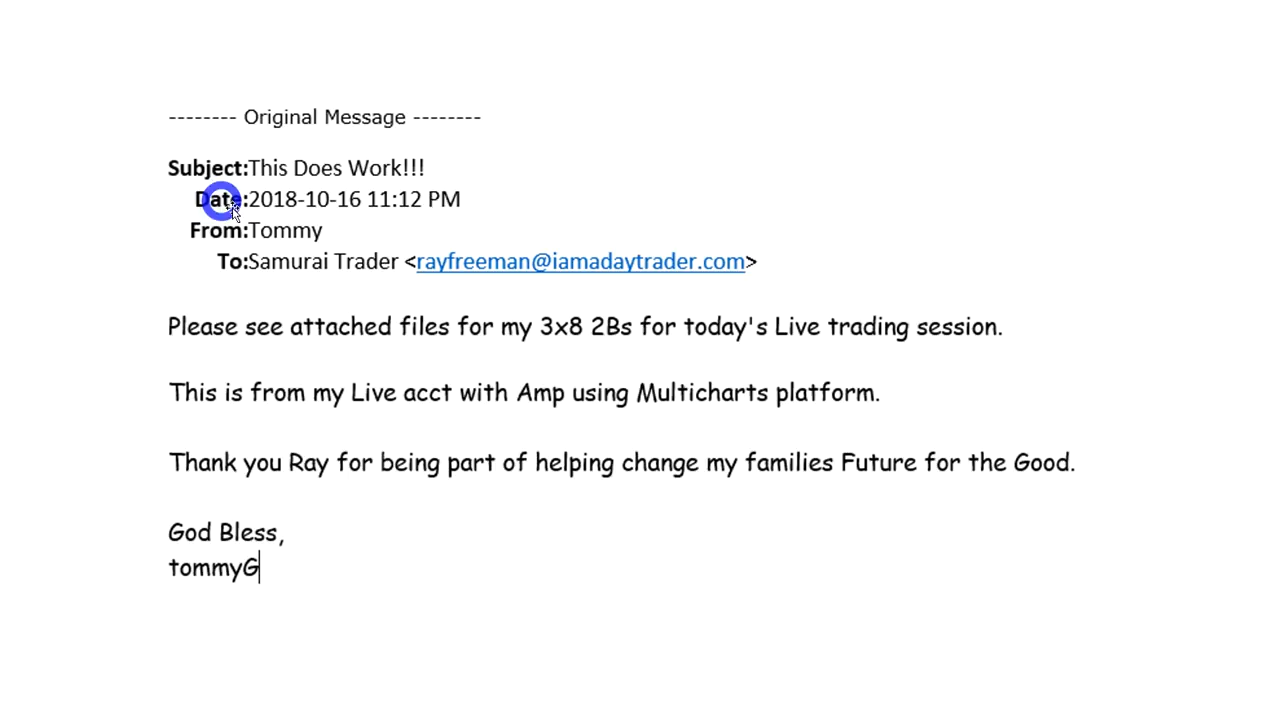 -------- Original Message --------
Subject:This Does Work!!!
Date:2018-10-16 11:12 PM
From:Tommy
To:Samurai Trader <rayfreeman@iamadaytrader.com>
Please see attached files for my 3x8 2Bs for today's Live trading session.
This is from my Live acct with Amp using Multicharts platform.
Thank you Ray for being part of helping change my families Future for the Good.
God Bless,
tommyG